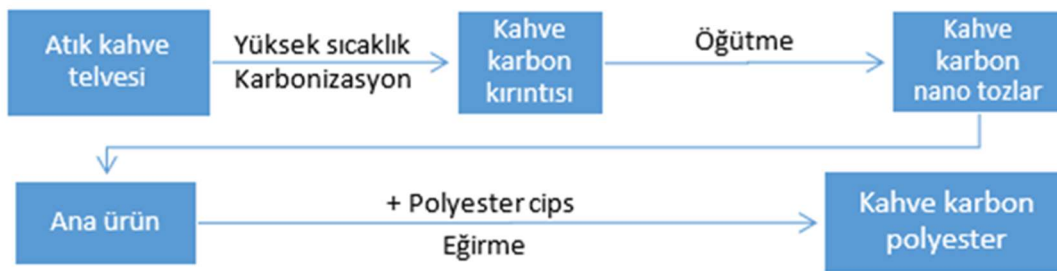 Atık kahve
telvesi
Yüksek sıcaklık
Karbonizasyon
Kahve
karbon
kırıntısı
Öğütme
Kahve
karbon
nano tozlar
Ana ürün
+ Polyester cips
Eğirme
Kahve karbon
polyester